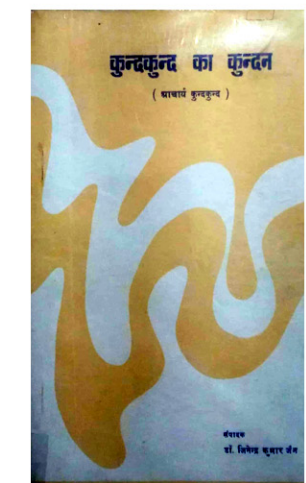 कुन्दकुन्द का कुन्दन
( आचार्य कुन्दकुन्द )
संपादक
डॉ. जिनेन्द्र कुमार जैन